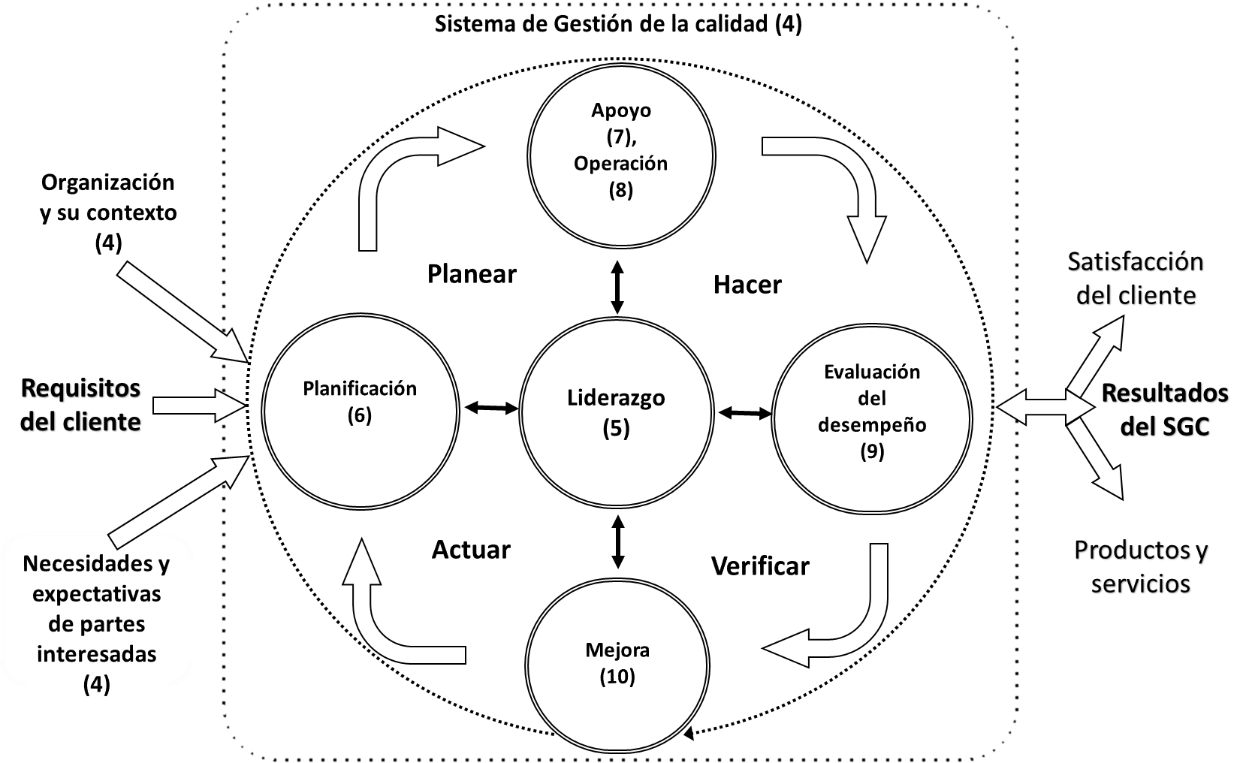 Sistema de Gestión de la calidad (4)
Apoyo
(7),
Operación
(8)
Organización
y su contexto
(4)
Planear
Hacer
Satisfacción
del cliente
Requisitos
del cliente
Planificación
(6)
Liderazgo
(5)
Evaluación
del
desempeño
(9)
Resultados
del SGC
Actuar
Verificar
Necesidades y
expectativas
de partes
interesadas
(4)
Productos y
servicios
Mejora
(10)